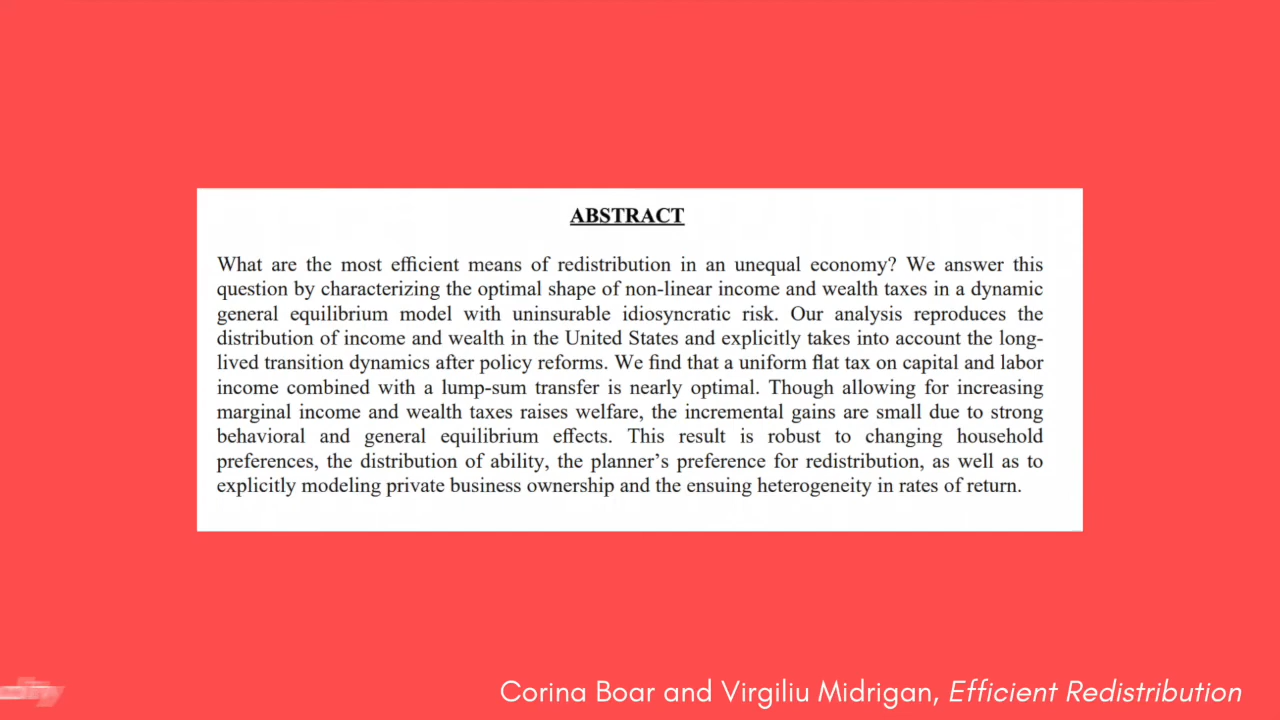 ABSTRACT
What are the most efficient means of redistribution in an unequal economy? We answer this
question by characterizing the optimal shape of non-linear income and wealth taxes in a dynamic
general equilibrium model with uninsurable idiosyncratic risk. Our analysis reproduces the
distribution of income and wealth in the United States and explicitly takes into account the long-
lived transition dynamics after policy reforms. We find that a uniform flat tax on capital and labor
income combined with a lump-sum transfer is nearly optimal. Though allowing for increasing
marginal income and wealth taxes raises welfare, the incremental gains are small due to strong
behavioral and general equilibrium effects. This result is robust to changing household
preferences, the distribution of ability, the planner's preference for redistribution, as well as to
explicitly modeling private business ownership and the ensuing heterogeneity in rates of return.
Corina Boar and Virgiliu Midrigan, Efficient Redistribution